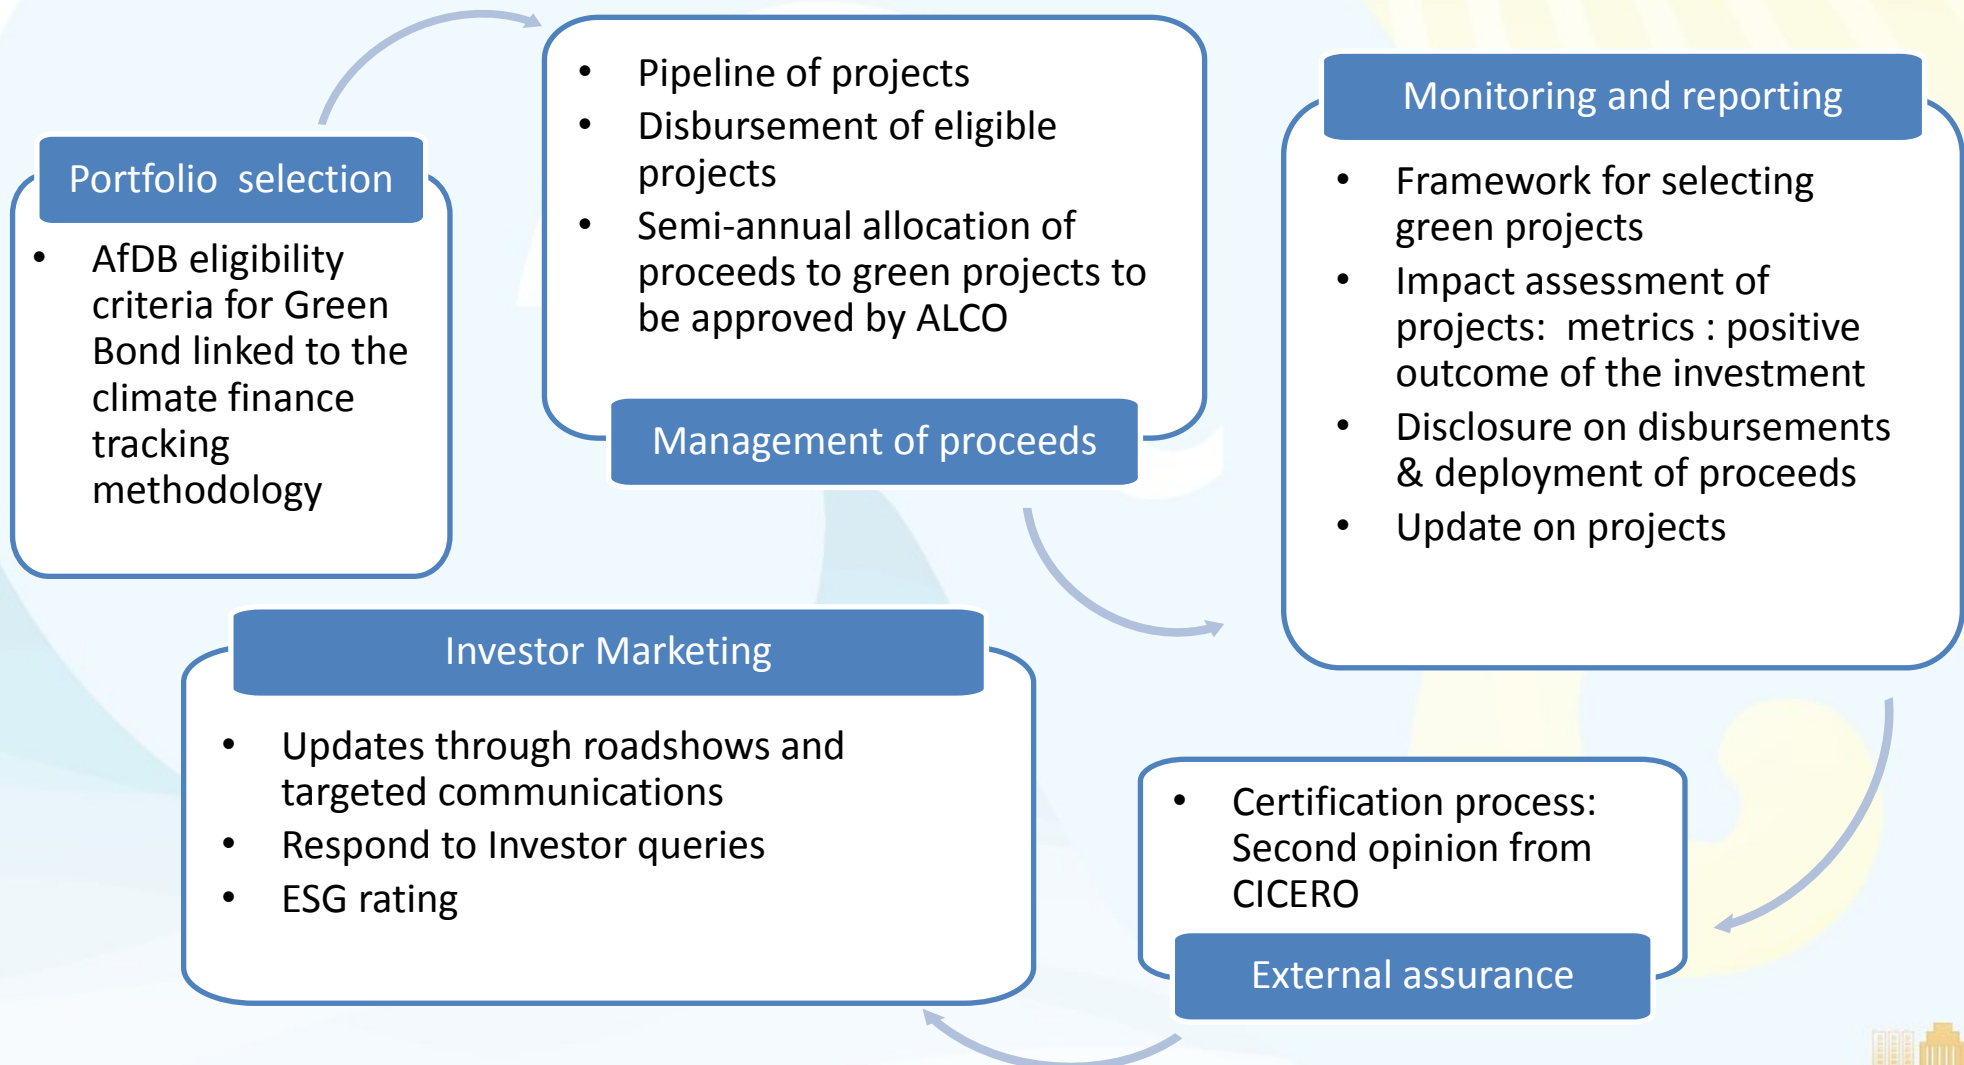 Portfolio  selection
• AfDB eligibility
criteria for Green
Bond linked to the
climate finance
tracking
methodology
• Pipeline of projects
• Disbursement of eligible
projects
• Semi-annual allocation of
proceeds to green projects to
be approved by ALCO
Management of proceeds
Monitoring and reporting
• Framework for selecting
green projects
• Impact assessment of
projects:  metrics : positive
outcome of the investment
• Disclosure on disbursements
& deployment of proceeds
• Update on projects
Investor Marketing
• Updates through roadshows and
targeted communications
• Respond to Investor queries
• ESG rating
• Certification process:
Second opinion from
CICERO
External assurance